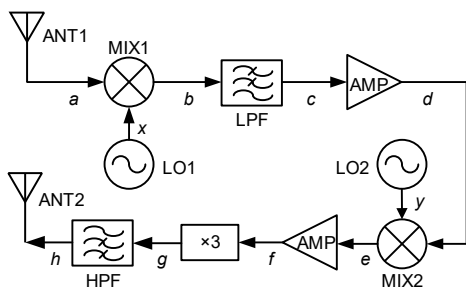 ANT1
MIX1
a
b
c
AMP
d
x
LPF
LO1
LO2
ANT2
y
×3
AMP
h
HPF
g
f
e
MIX2